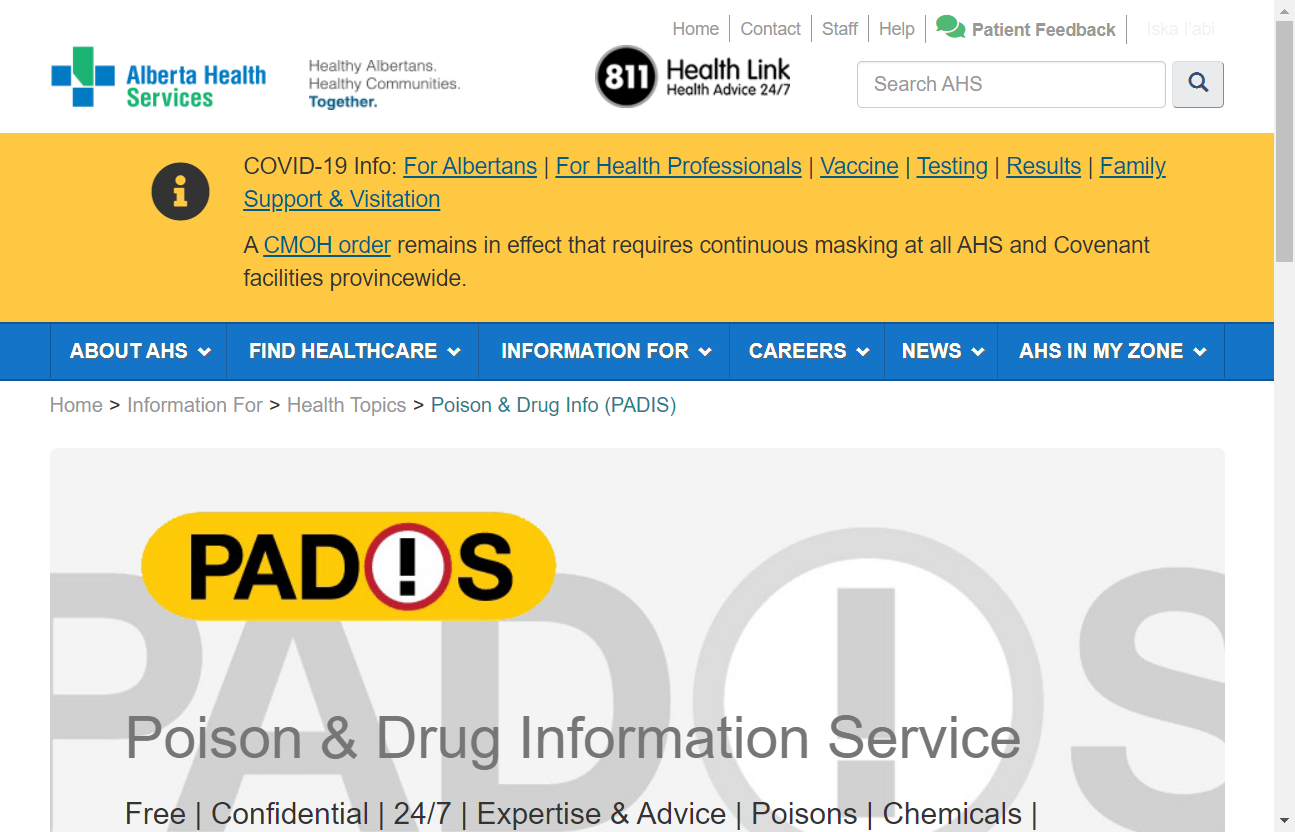 Home Contact Staff Help Patient Feedback Iska I'abi
Alberta Health
Services
Healthy Albertans.
Healthy Communities.
Together.
811 Health Link
Health Advice 24/7
Search AHS
COVID-19 Info: For Albertans | For Health Professionals | Vaccine | Testing | Results | Family
Support & Visitation
A CMOH order remains in effect that requires continuous masking at all AHS and Covenant
facilities provincewide.
ABOUT AHS FIND HEALTHCARE INFORMATION FOR CAREERS NEWS AHS IN MY ZONE
Home > Information For > Health Topics > Poison & Drug Info (PADIS)
PAD!S
PAD!S
Poison & Drug Information Service
Free | Confidential | 24/7 | Expertise & Advice | Poisons | Chemicals |